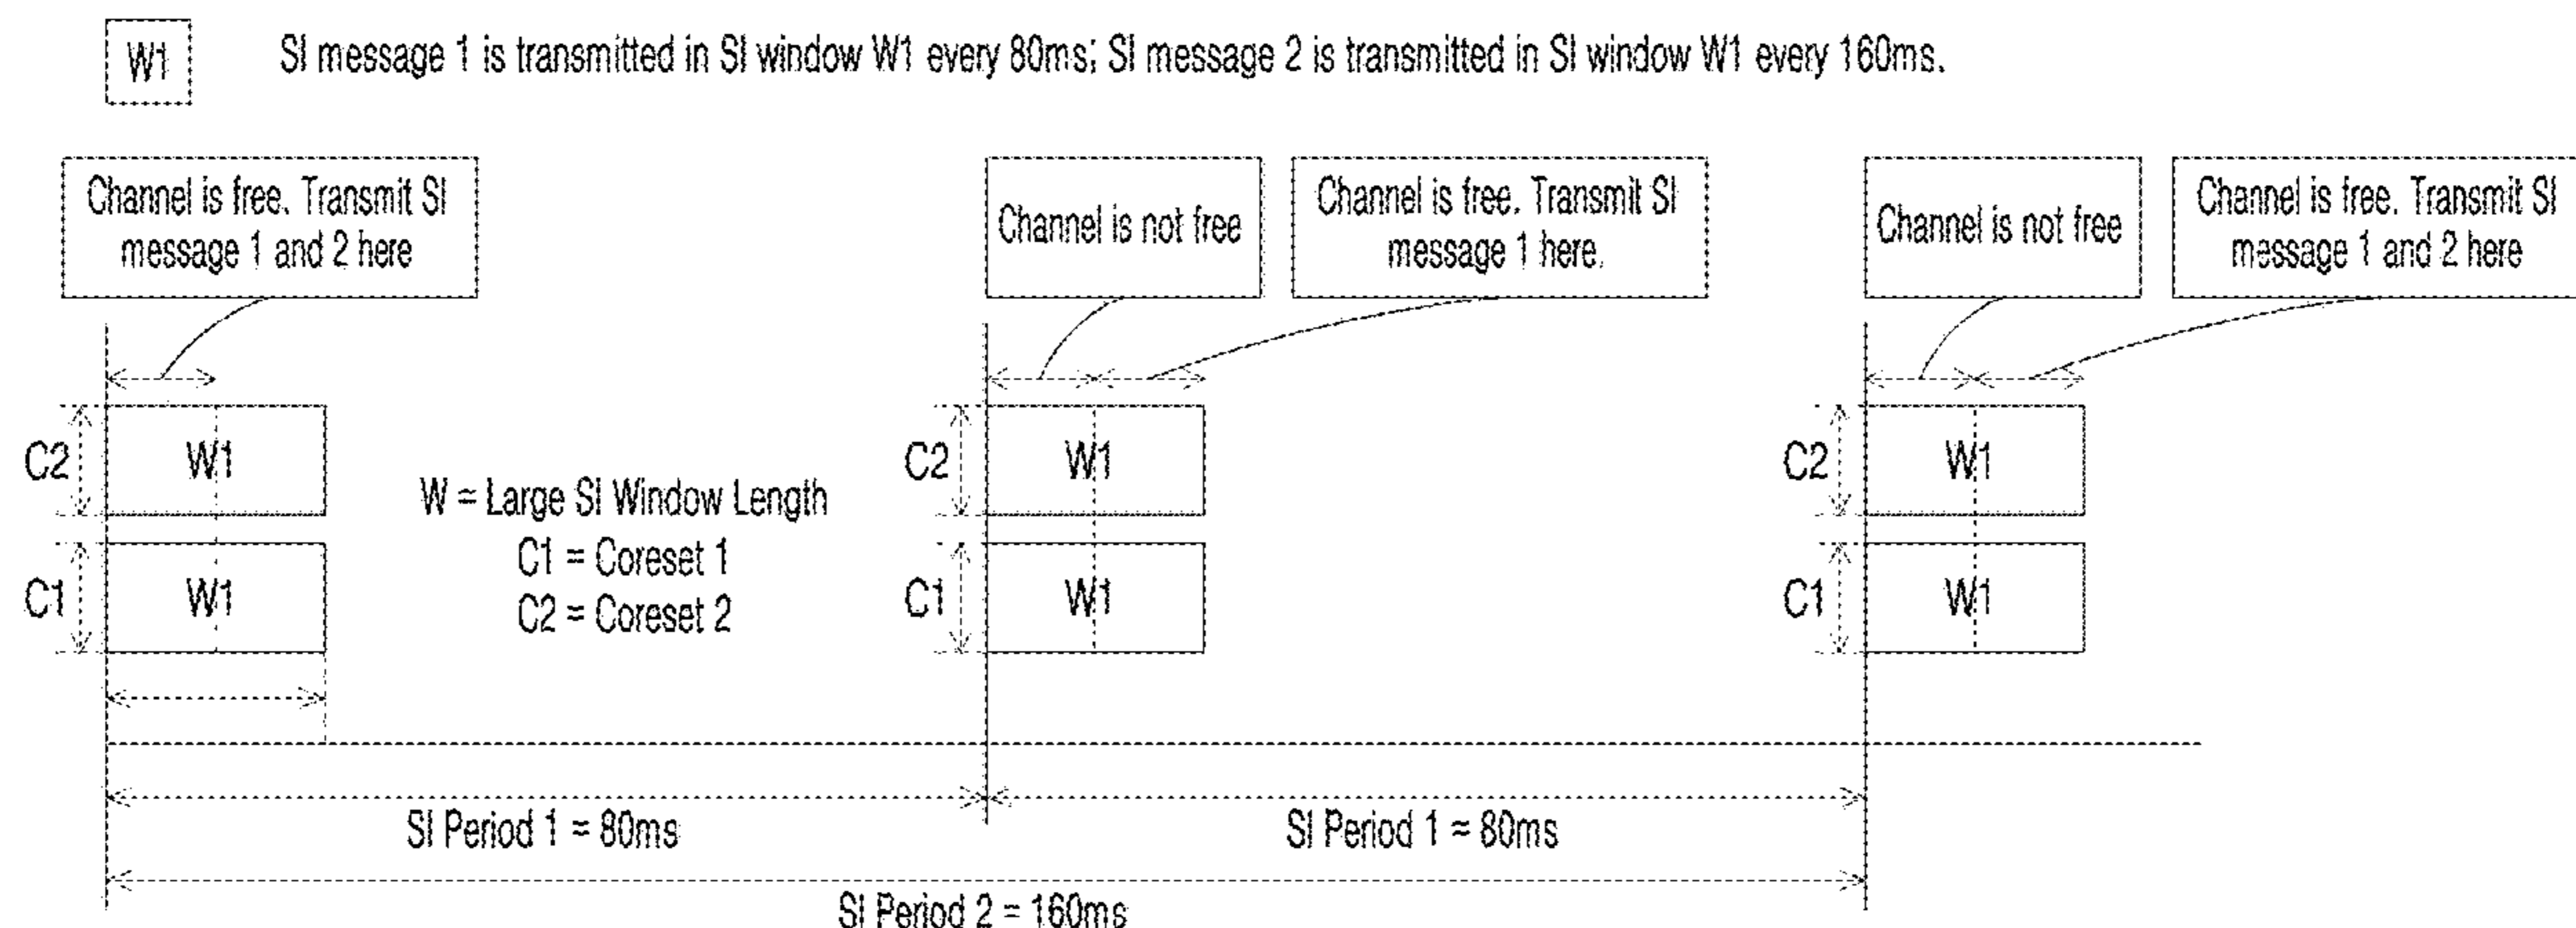 W1
SI message 1 is transmitted in SI window W1 every 80ms; SI message 2 is transmitted in SI window W1 every 160ms.
Channel is free. Transmit SI
message 1 and 2 here
Channel is not free
Channel is free. Transmit SI
message 1 here.
Channel is not free
Channel is free. Transmit SI
message 1 and 2 here
C2
W1
C1
W1
W = Large SI Window Length
C1 = Coreset 1
C2 = Coreset 2
C2
W1
C1
W1
C2
W1
C1
W1
SI Period 1 = 80ms
SI Period 1 = 80ms
SI Period 2 = 160ms